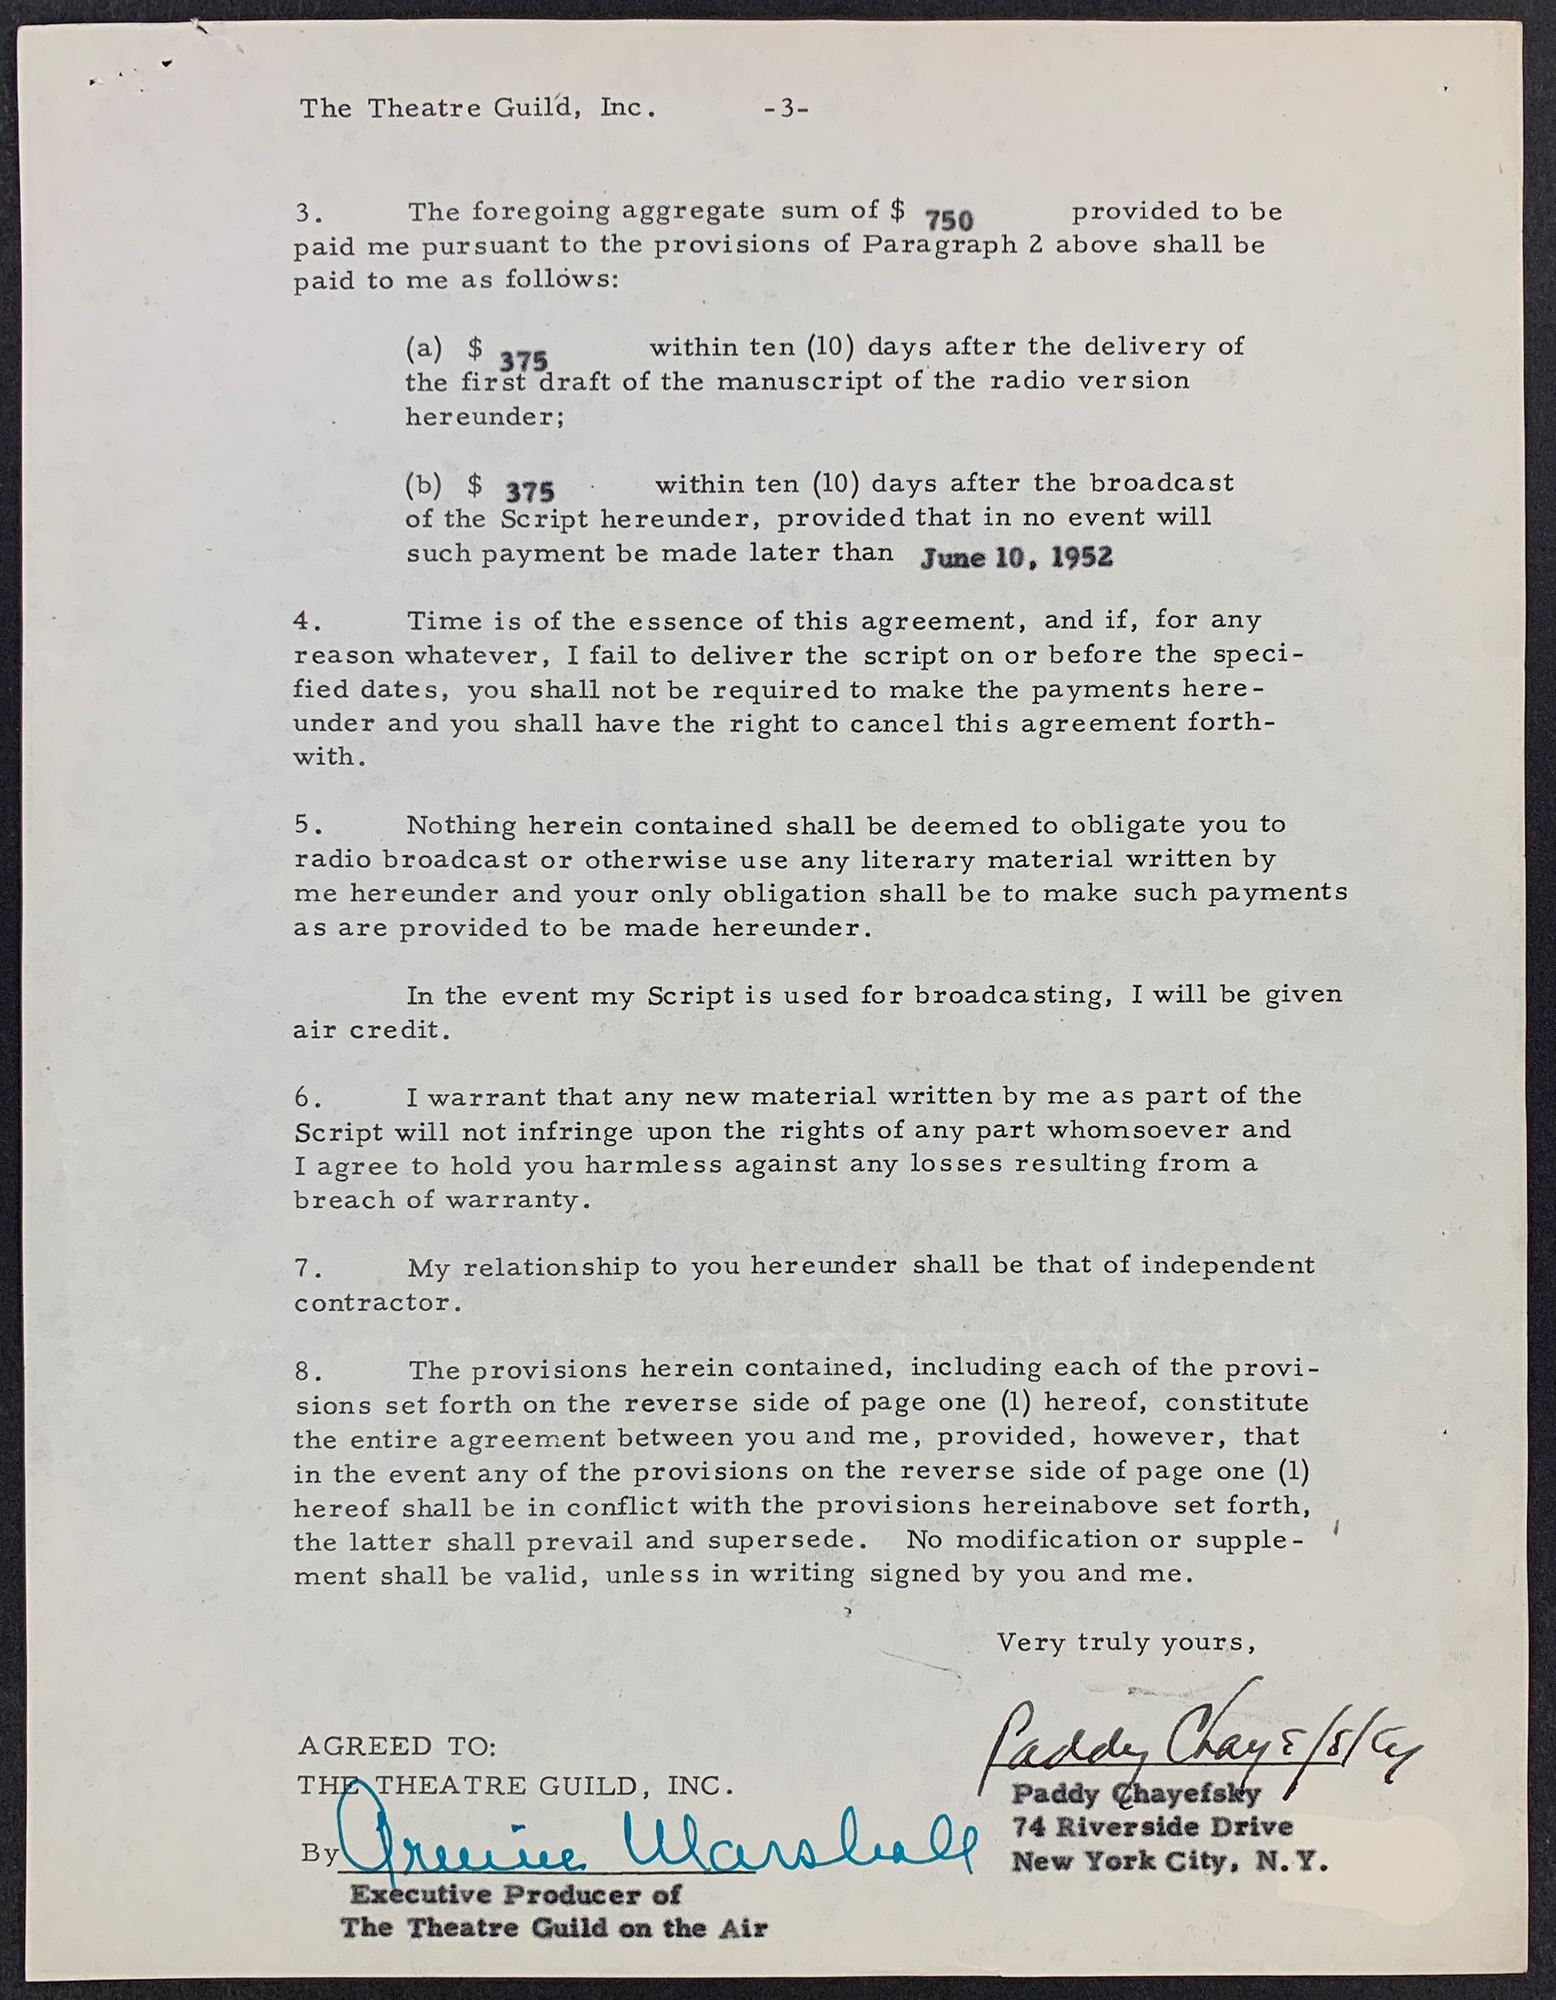 The Theatre Guild, Inc. -3-
3. The foregoing aggregate sum of $ 750 provided to be
paid me pursuant to the provisions of Paragraph 2 above shall be
paid to me as follows:
(a) $ 375 within ten (10) days after the delivery of
the first draft of the manuscript of the radio version
hereunder;
(b) $ 375 within ten (10) days after the broadcast
of the Script hereunder, provided that in no event will
such payment be made later than June 10, 1952
4. Time is of the essence of this agreement, and if, for any
reason whatever, I fail to deliver the script on or before the speci-
fied dates, you shall not be required to make the payments here-
under and you shall have the right to cancel this agreement forth-
with.
5. Nothing herein contained shall be deemed to obligate you to
radio broadcast or otherwise use any literary material written by
me hereunder and your only obligation shall be to make such payments
as are provided to be made hereunder.
In the event my Script is used for broadcasting, I will be given
air credit.
6. I warrant that any new material written by me as part of the
Script will not infringe upon the rights of any part whomsoever and
I agree to hold you harmless against any losses resulting from a
breach of warranty.
7. My relationship to you hereunder shall be that of independent
contractor.
8. The provisions herein contained, including each of the provi-
sions set forth on the reverse side of page one (1) hereof, constitute
the entire agreement between you and me, provided, however, that
in the event any of the provisions on the reverse side of page one (1)
hereof shall be in conflict with the provisions hereinabove set forth,
the latter shall prevail and supersede. No modification or supple-
ment shall be valid, unless in writing signed by you and me.
Very truly yours,
Paddy Chayefsky
Paddy Chayefsky
74 Riverside Drive
New York City, N.Y.
AGREED TO:
THE THEATRE GUILD, INC.
By Armina Marshall
Executive Producer of
The Theatre Guild on the Air